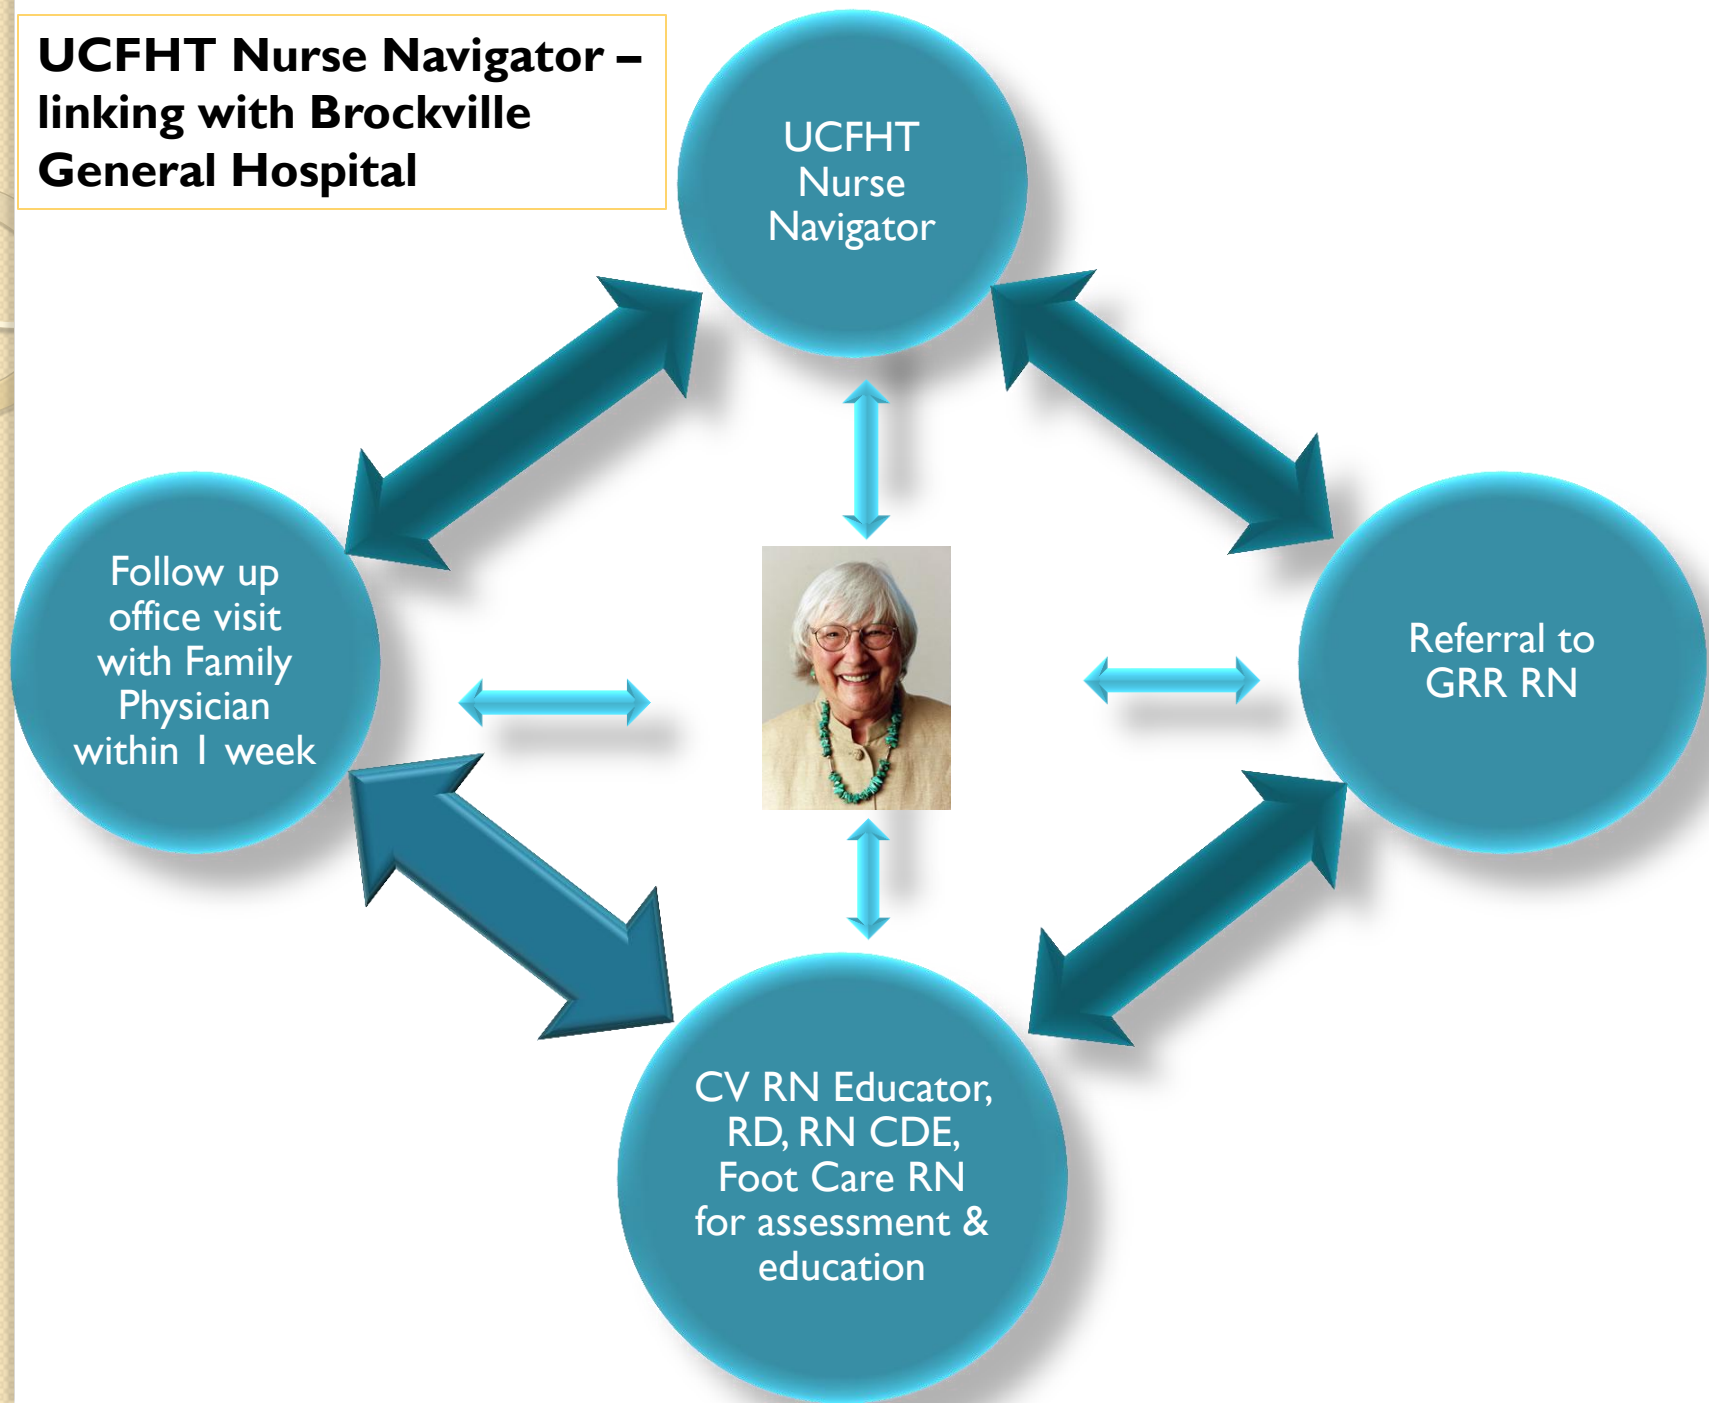 UCFHT Nurse Navigator –
linking with Brockville
General Hospital
UCFHT
Nurse
Navigator
Follow up
office visit
with Family
Physician
within 1 week
Referral to
GRR RN
CV RN Educator,
RD, RN CDE,
Foot Care RN
for assessment &
education